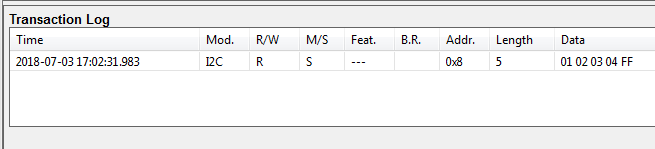 Transaction Log
Time Mod. R/W M/S Feat. B.R. Addr. Length Data
2018-07-03 17:02:31.983 I2C R S --- 0x8 5 01 02 03 04 FF